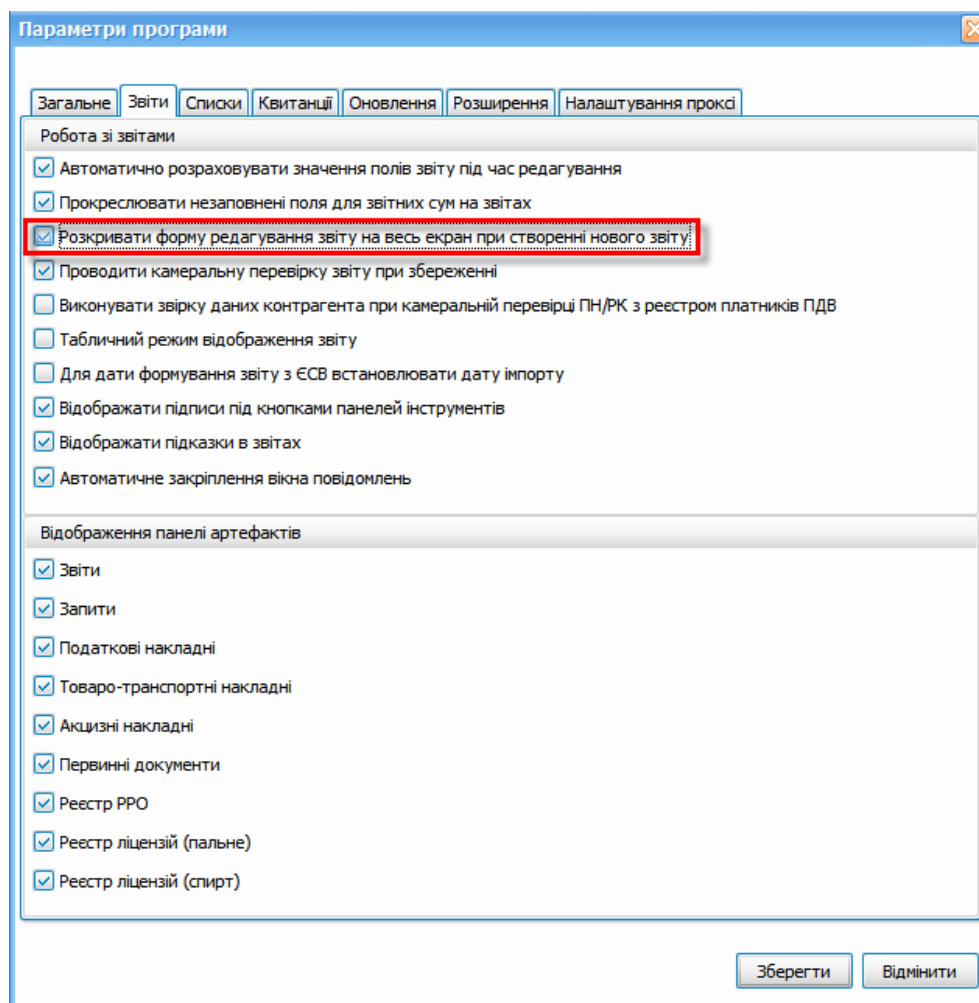 Параметри програми
Загальне Звіти Списки Квитанції Оновлення Розширення Налаштування проксі
Робота зі звітами
Автоматично розраховувати значення полів звіту під час редагування
Прокреслювати незаповнені поля для звітних сум на звітах
Розкривати форму редагування звіту на весь екран при створенні нового звіту
Проводити камеральну перевірку звіту при збереженні
Виконувати звірку даних контрагента при камеральній перевірці ПН/РК з реєстром платників ПДВ
Табличний режим відображення звіту
Для дати формування звіту з ЄСВ встановлювати дату імпорту
Відображати підписи під кнопками панелей інструментів
Відображати підказки в звітах
Автоматичне закріплення вікна повідомлень
Відображення панелі артефактів
Звіти
Запити
Податкові накладні
Товаро-транспортні накладні
Акцизні накладні
Первинні документи
Реєстр РРО
Реєстр ліцензій (пальне)
Реєстр ліцензій (спирт)
Зберегти Відмінити